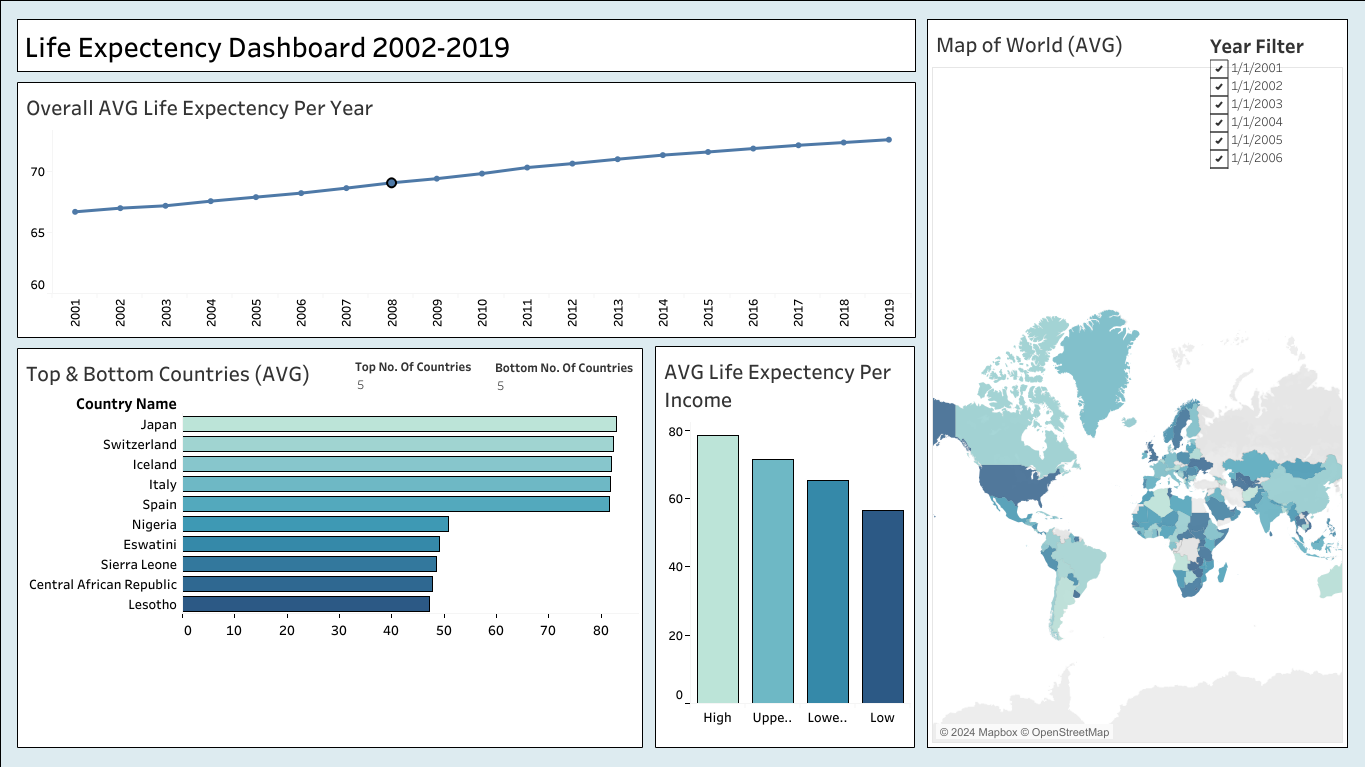 Life Expectency Dashboard 2002-2019
Overall AVG Life Expectency Per Year
70
65
60
2001 2002 2003 2004 2005 2006 2007 2008 2009 2010 2011 2012 2013 2014 2015 2016 2017 2018 2019
Top & Bottom Countries (AVG)
Top No. Of Countries
5
Bottom No. Of Countries
5
Country Name
Japan
Switzerland
Iceland
Italy
Spain
Nigeria
Eswatini
Sierra Leone
Central African Republic
Lesotho
0 10 20 30 40 50 60 70 80
AVG Life Expectency Per
Income
80
60
40
20
0
High Uppe.. Lowe.. Low
Map of World (AVG)
Year Filter
1/1/2001
1/1/2002
1/1/2003
1/1/2004
1/1/2005
1/1/2006
© 2024 Mapbox © OpenStreetMap